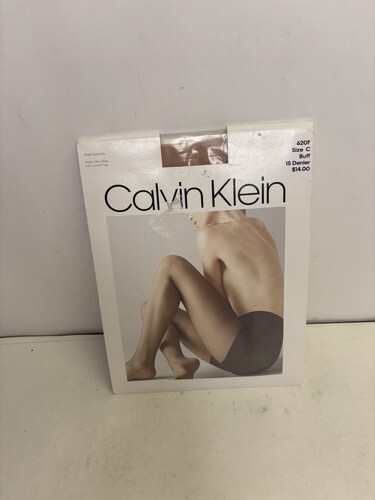 620F
Size C
Buff
15 Denier
$14.00
Calvin Klein